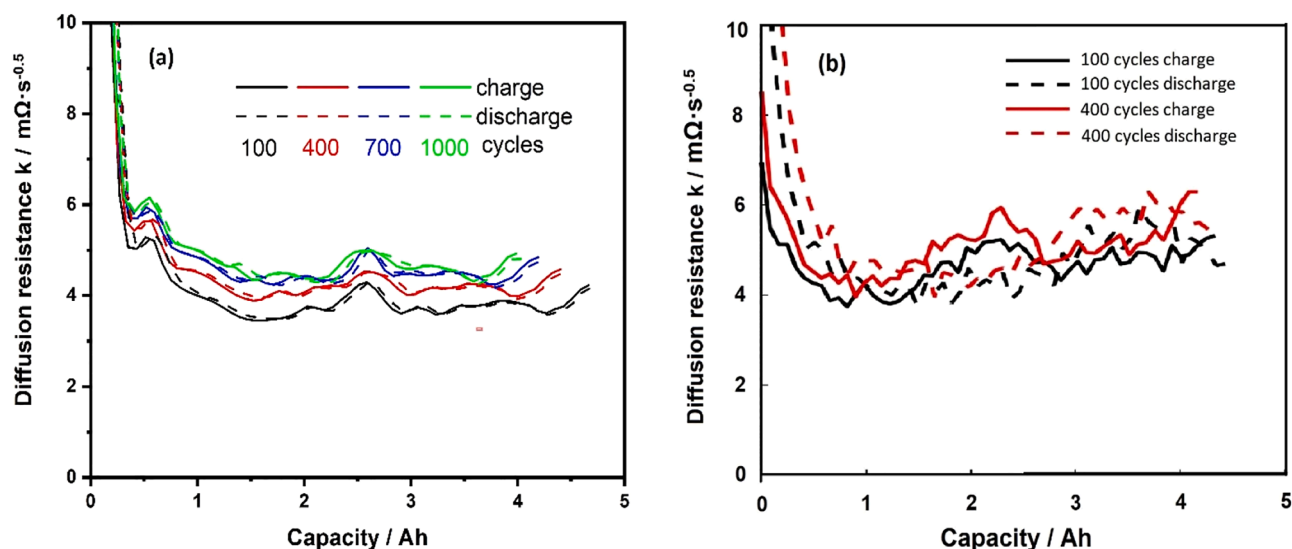 (a)
charge
discharge
100 400 700 1000 cycles
10
8
6
4
2
0
0 1 2 3 4 5
Diffusion resistance k / mΩ·s⁻⁰·⁵
Capacity / Ah
(b)
100 cycles charge
100 cycles discharge
400 cycles charge
400 cycles discharge
10
8
6
4
2
0
0 1 2 3 4 5
Diffusion resistance k / mΩ·s⁻⁰·⁵
Capacity / Ah